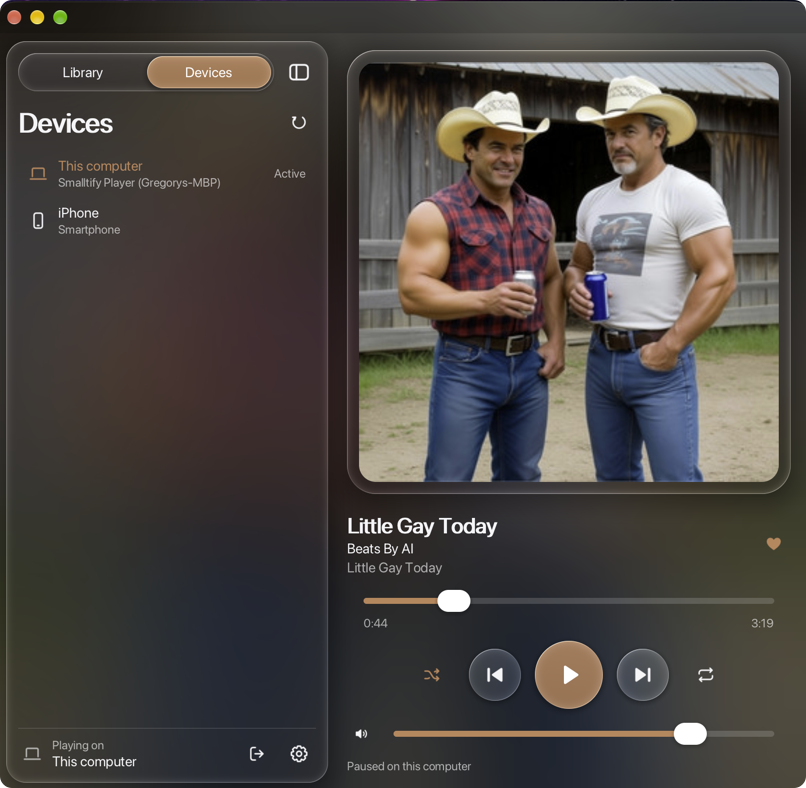 Library
Devices
Devices
This computer
Smalltify Player (Gregorys-MBP)
Active
iPhone
Smartphone
Playing on
This computer
Little Gay Today
Beats By AI
Little Gay Today
0:44
3:19
Paused on this computer